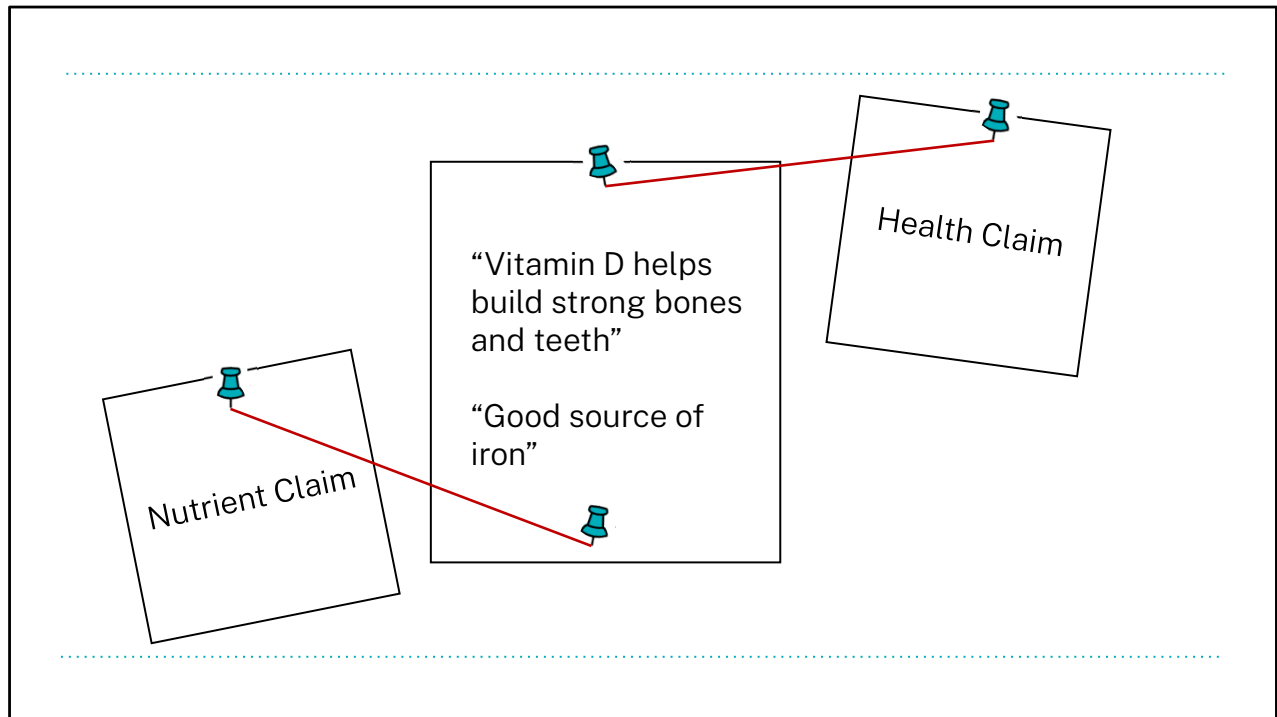 Health Claim
“Vitamin D helps
build strong bones
and teeth”
“Good source of
iron”
Nutrient Claim